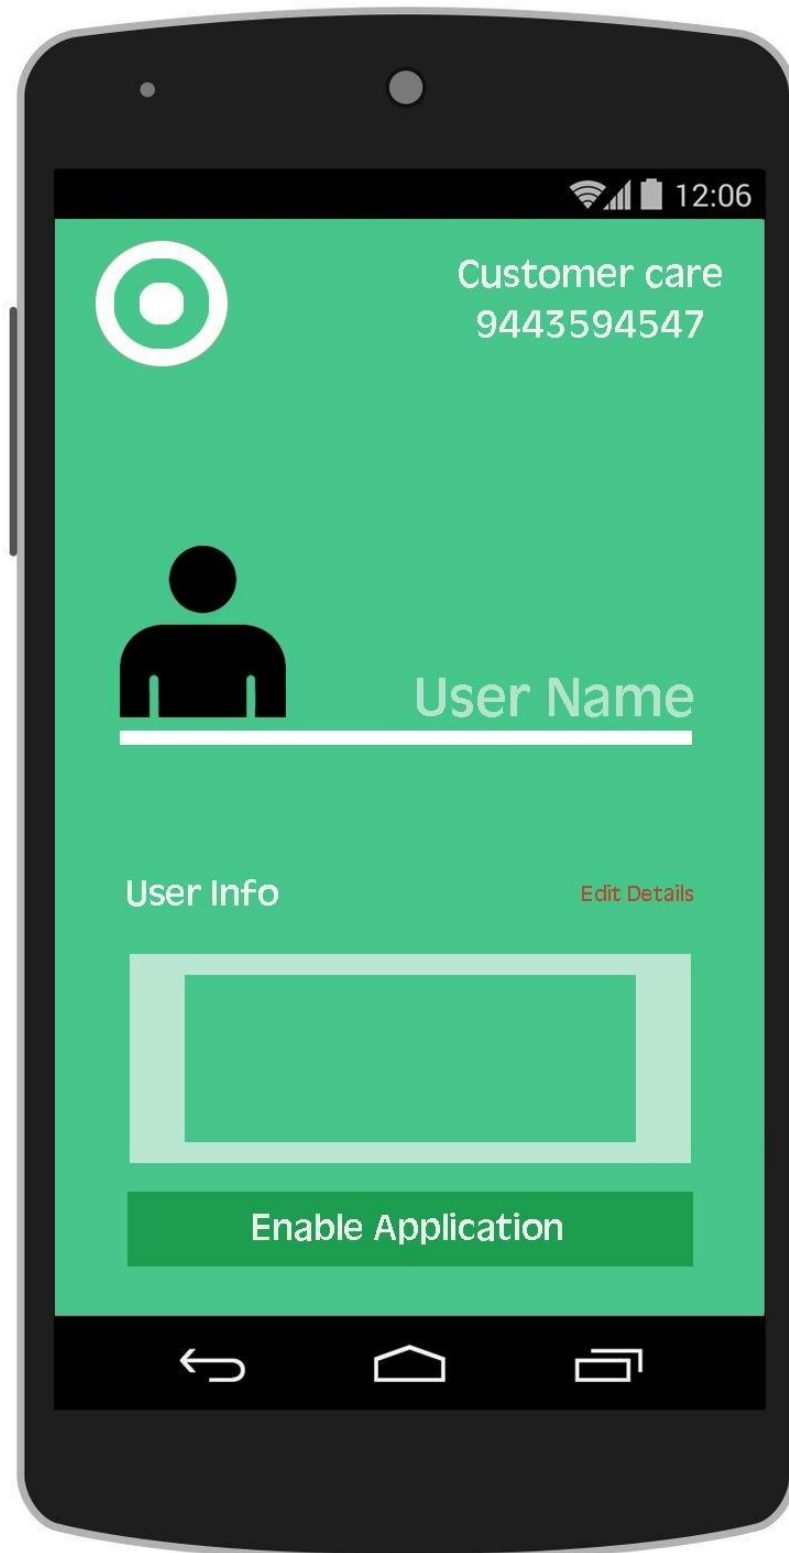 12:06
Customer care
9443594547
User Name
User Info
Edit Details
Enable Application